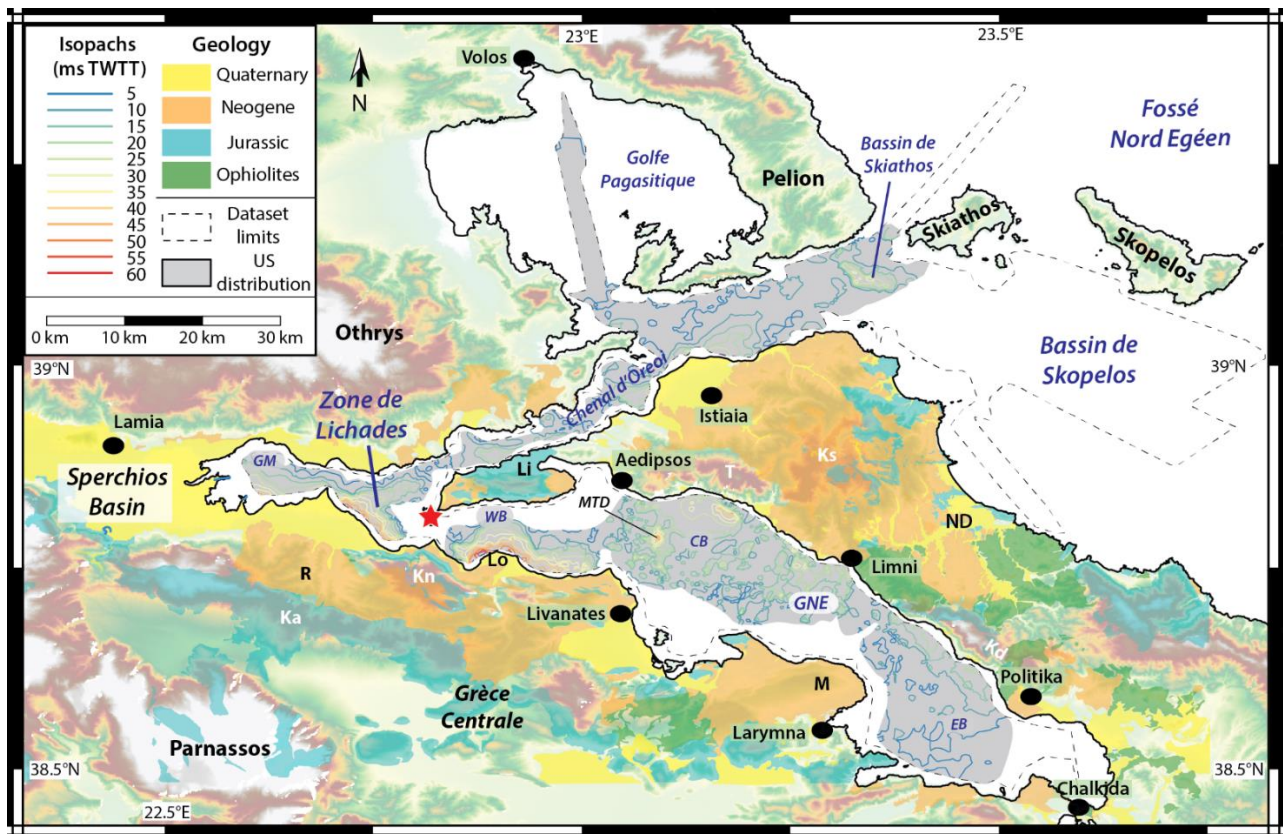 Isopachs
(ms TWTT)
5
10
15
20
25
30
35
40
45
50
55
60
Geology
Quaternary
Neogene
Jurassic
Ophiolites
Dataset
limits
US
distribution
0 km
10 km
20 km
30 km
N
23°E
23.5°E
Volos
Golfe
Pagasitique
Pelion
Bassin de
Skiathos
Fossé
Nord Egéen
Skiathos
Skopelos
Othrys
39°N
39°N
Bassin de
Skopelos
Chenal d'Oreoi
Istiaia
Zone de
Lichades
Lamia
Sperchios
Basin
GM
Li
Aedipsos
T
Ks
MTD
WB
CB
ND
R
Kn
Lo
Limni
Livanates
GNE
Ka
Kd
Politika
Grèce
Centrale
M
Larymna
EB
Parnassos
38.5°N
38.5°N
Chalkida
22.5°E